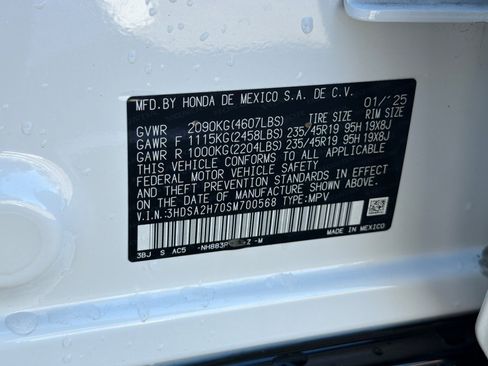 MFD.BY HONDA DE MEXICO S.A. DE C.V. 01/'25
GVWR 2090KG(4607LBS) TIRE SIZE RIM SIZE
GAWR F 1115KG(2458LBS) 235/45R19 95H 19X8J
GAWR R 1000KG(2204LBS) 235/45R19 95H 19X8J
THIS VEHICLE CONFORMS TO ALL APPLICABLE
FEDERAL MOTOR VEHICLE SAFETY, BUMPER,
AND THEFT PREVENTION STANDARDS IN EFFECT
ON THE DATE OF MANUFACTURE SHOWN ABOVE.
V.I.N.:3HDSA2H70SM700568 TYPE:MPV
3BJ S AC5 -Z -M
MADE IN MEXICO